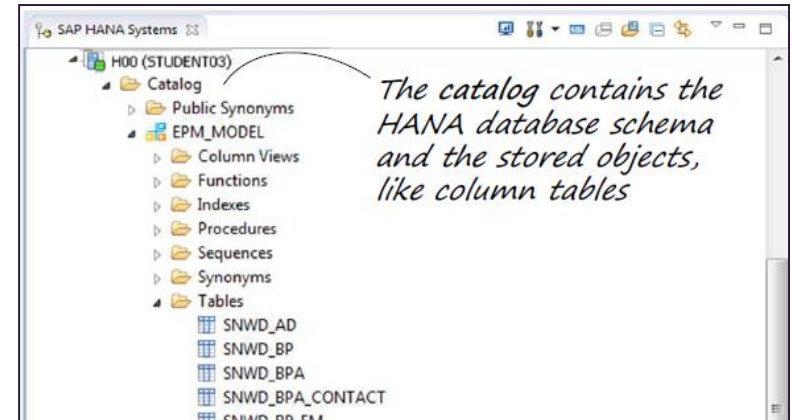 SAP HANA Systems
H00 (STUDENT03)
Catalog
Public Synonyms
EPM_MODEL
Column Views
Functions
Indexes
Procedures
Sequences
Synonyms
Tables
SNWD_AD
SNWD_BP
SNWD_BPA
SNWD_BPA_CONTACT
The catalog contains the
HANA database schema
and the stored objects,
like column tables